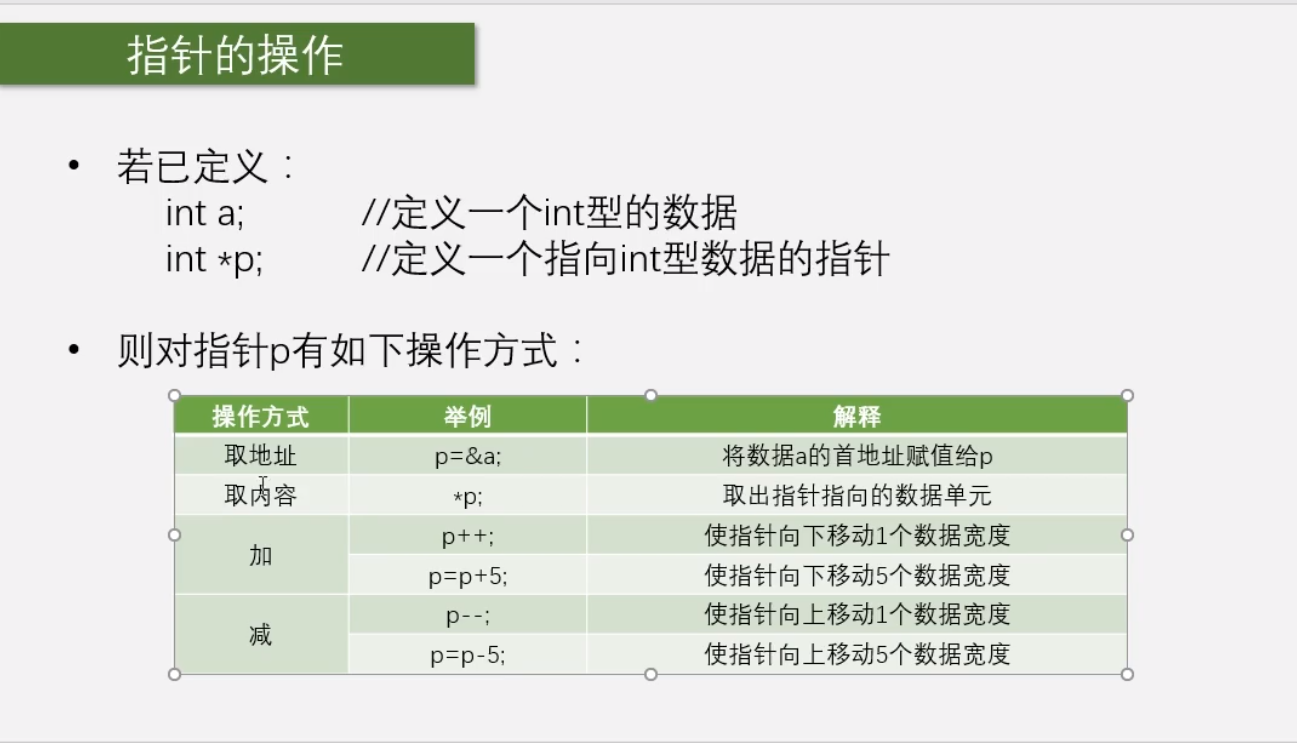 指针的操作
• 若已定义：
int a; //定义一个int型的数据
int *p; //定义一个指向int型数据的指针
• 则对指针p有如下操作方式：
操作方式 举例 解释
取地址 p=&a; 将数据a的首地址赋值给p
取内容 *p; 取出指针指向的数据单元
加 p++; 使指针向下移动1个数据宽度
p=p+5; 使指针向下移动5个数据宽度
减 p--; 使指针向上移动1个数据宽度
p=p-5; 使指针向上移动5个数据宽度